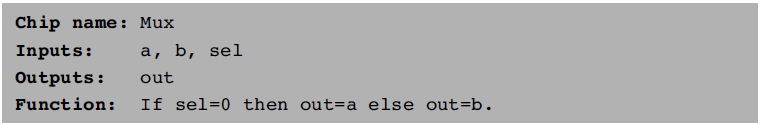 Chip name: Mux
Inputs: a, b, sel
Outputs: out
Function: If sel=0 then out=a else out=b.